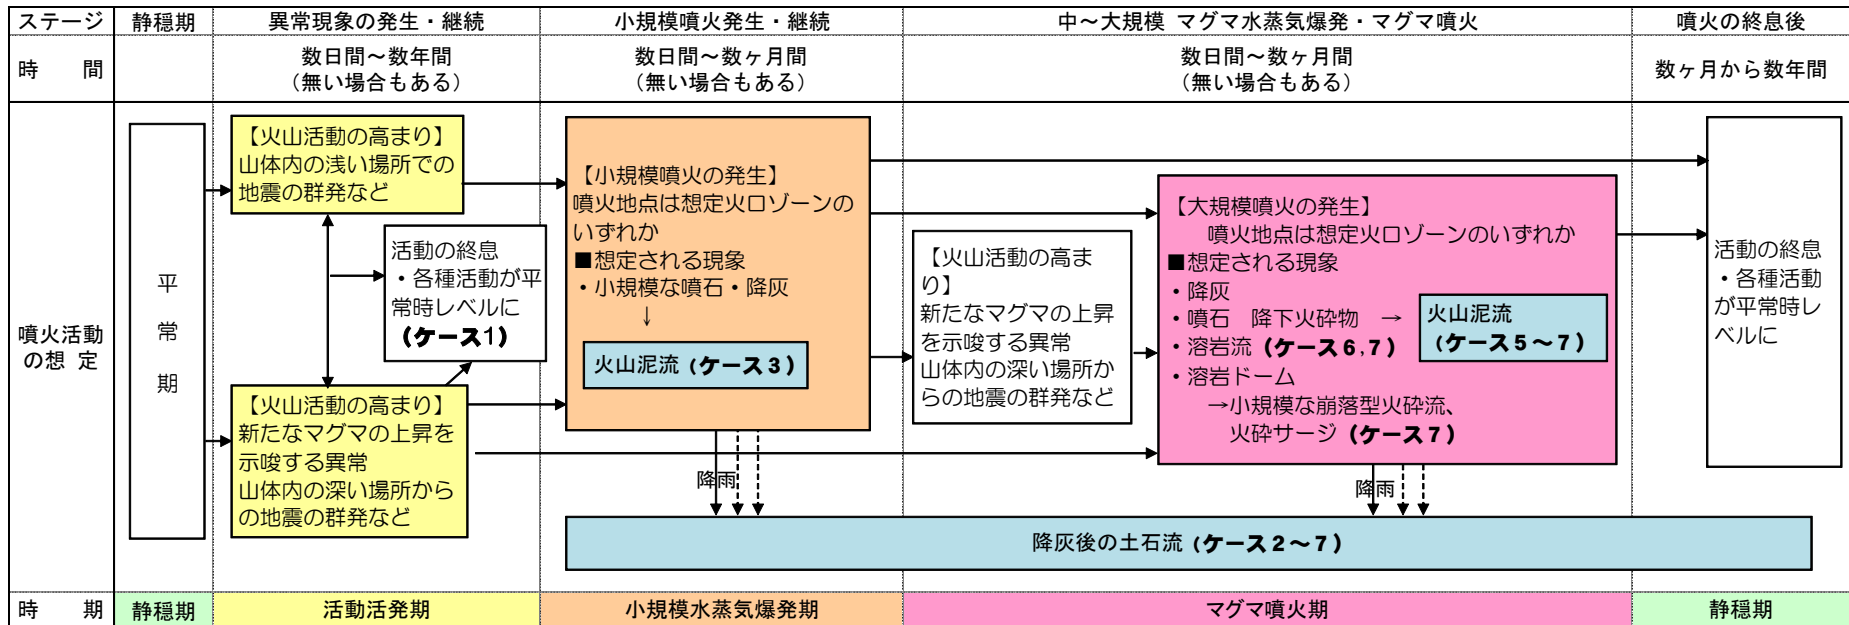 ステージ
静穏期
異常現象の発生・継続
小規模噴火発生・継続
中～大規模 マグマ水蒸気爆発・マグマ噴火
噴火の終息後
時　間
数日間～数年間
（無い場合もある）
数日間～数ヶ月間
（無い場合もある）
数日間～数ヶ月間
（無い場合もある）
数ヶ月から数年間
噴火活動
の 想 定
平
常
期
【火山活動の高まり】
山体内の浅い場所での
地震の群発など
活動の終息
・各種活動が平
常時レベルに
（ケース1）
【火山活動の高まり】
新たなマグマの上昇を
示唆する異常
山体内の深い場所から
の地震の群発など
【小規模噴火の発生】
噴火地点は想定火口ゾーンの
いずれか
■想定される現象
・小規模な噴石・降灰
↓
火山泥流（ケース３）
【火山活動の高ま
り】
新たなマグマの上昇
を示唆する異常
山体内の深い場所か
らの地震の群発など
【大規模噴火の発生】
噴火地点は想定火口ゾーンのいずれか
■想定される現象
・降灰
・噴石　降下火砕物　→
・溶岩流（ケース6,7）
・溶岩ドーム
→小規模な崩落型火砕流、
火砕サージ（ケース7）
火山泥流
（ケース５～７）
活動の終息
・各種活動
が平常時レ
ベルに
降雨
降雨
降灰後の土石流（ケース２～７）
時　期
静穏期
活動活発期
小規模水蒸気爆発期
マグマ噴火期
静穏期